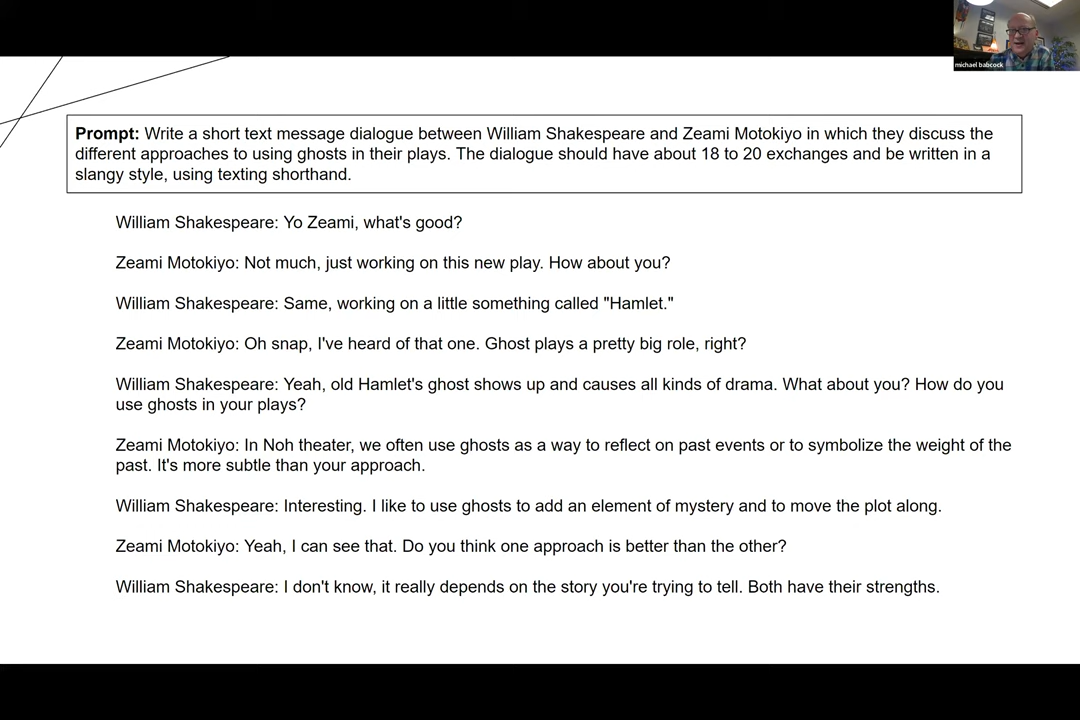 michael babcock
Prompt: Write a short text message dialogue between William Shakespeare and Zeami Motokiyo in which they discuss the
different approaches to using ghosts in their plays. The dialogue should have about 18 to 20 exchanges and be written in a
slangy style, using texting shorthand.
William Shakespeare: Yo Zeami, what's good?
Zeami Motokiyo: Not much, just working on this new play. How about you?
William Shakespeare: Same, working on a little something called "Hamlet."
Zeami Motokiyo: Oh snap, I've heard of that one. Ghost plays a pretty big role, right?
William Shakespeare: Yeah, old Hamlet's ghost shows up and causes all kinds of drama. What about you? How do you
use ghosts in your plays?
Zeami Motokiyo: In Noh theater, we often use ghosts as a way to reflect on past events or to symbolize the weight of the
past. It's more subtle than your approach.
William Shakespeare: Interesting. I like to use ghosts to add an element of mystery and to move the plot along.
Zeami Motokiyo: Yeah, I can see that. Do you think one approach is better than the other?
William Shakespeare: I don't know, it really depends on the story you're trying to tell. Both have their strengths.